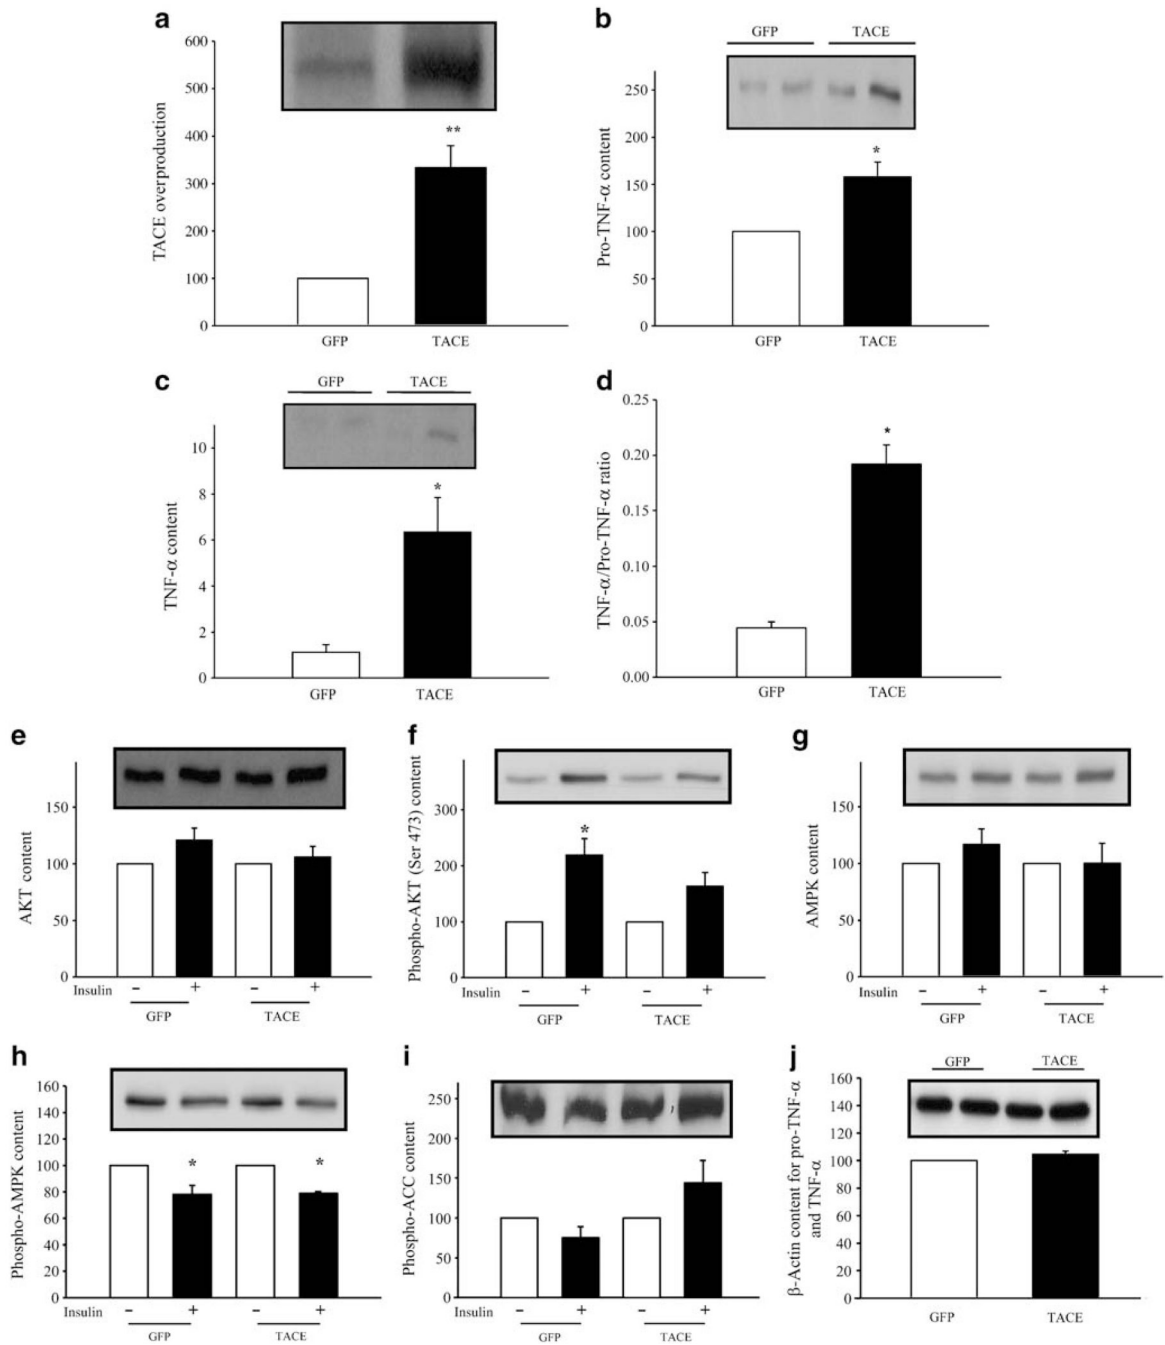 a
600
500
400
300
200
100
0
TACE overproduction
**
GFP TACE
b
GFP TACE
250
200
150
100
50
0
Pro-TNF-α content
*
GFP TACE
c
GFP TACE
10
8
6
4
2
0
TNF-α content
*
GFP TACE
d
0.25
0.20
0.15
0.10
0.05
0.00
TNF-α/Pro-TNF-α ratio
*
GFP TACE
e
150
100
50
0
AKT content
Insulin – + – +
GFP TACE
f
300
200
100
0
Phospho-AKT (Ser 473) content
*
Insulin – + – +
GFP TACE
g
150
100
50
0
AMPK content
Insulin – + – +
GFP TACE
h
160
140
120
100
80
60
40
20
0
Phospho-AMPK content
* *
Insulin – + – +
GFP TACE
i
250
200
150
100
50
0
Phospho-ACC content
Insulin – + – +
GFP TACE
j
GFP TACE
160
140
120
100
80
60
40
20
0
β-Actin content for pro-TNF-α
and TNF-α
GFP TACE